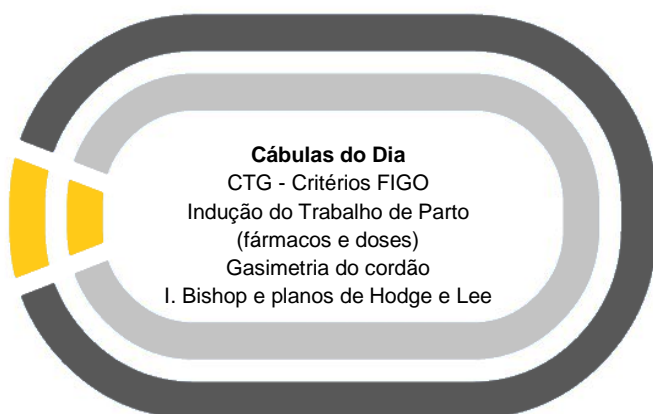 Cábulas do Dia
CTG - Critérios FIGO
Indução do Trabalho de Parto
(fármacos e doses)
Gasimetria do cordão
I. Bishop e planos de Hodge e Lee